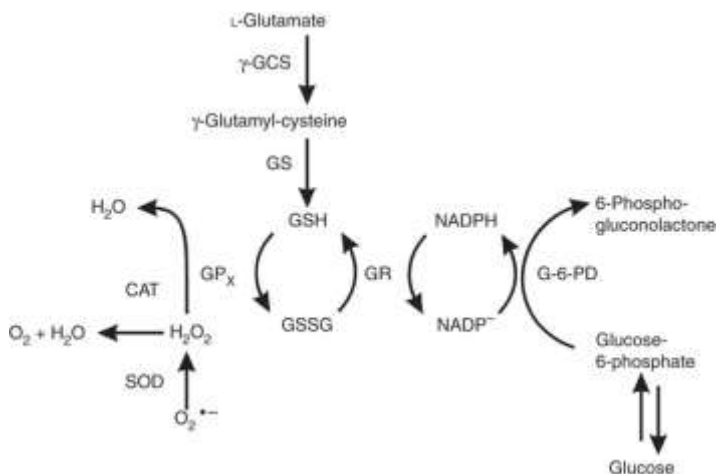 L-Glutamate
γ-GCS
γ-Glutamyl-cysteine
GS
H₂O
GSH
NADPH
6-Phospho-
gluconolactone
GPₓ
GR
G-6-PD
CAT
O₂ + H₂O
H₂O₂
GSSG
NADP⁻
Glucose-
6-phosphate
SOD
O₂•–
Glucose